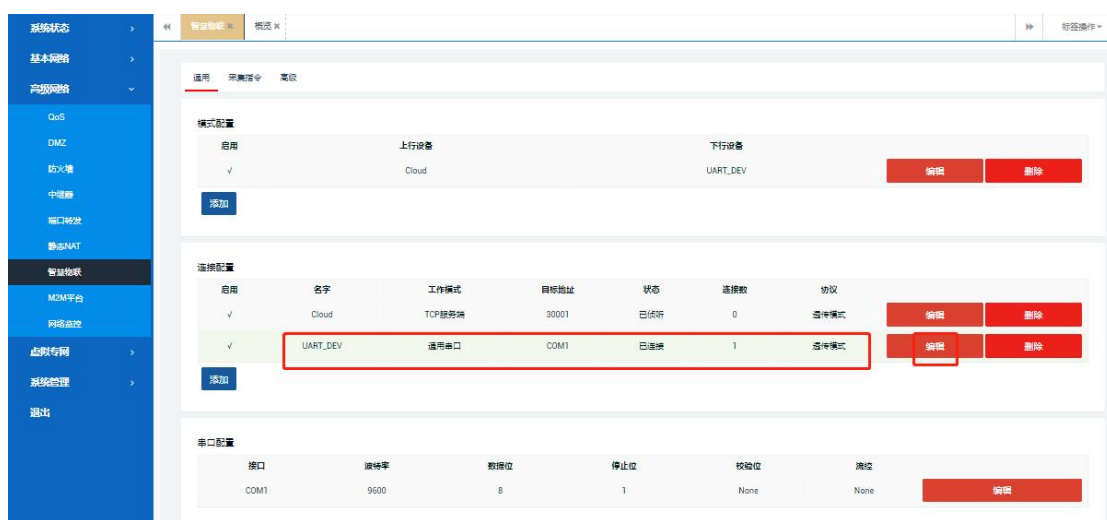 系统状态
基本网络
高级网络
QoS
DMZ
防火墙
中继器
端口转发
静态NAT
智慧物联
M2M平台
网络监控
虚拟专网
系统管理
退出
智慧物联 概览 标签操作
通用 采集指令 高级
模式配置
启用 上行设备 下行设备
√ Cloud UART_DEV 编辑 删除
添加
连接配置
启用 名字 工作模式 目标地址 状态 连接数 协议
√ Cloud TCP服务端 30001 已侦听 0 透传模式 编辑 删除
√ UART_DEV 通用串口 COM1 已连接 1 透传模式 编辑 删除
添加
串口配置
接口 波特率 数据位 停止位 校验位 流控
COM1 9600 8 1 None None 编辑